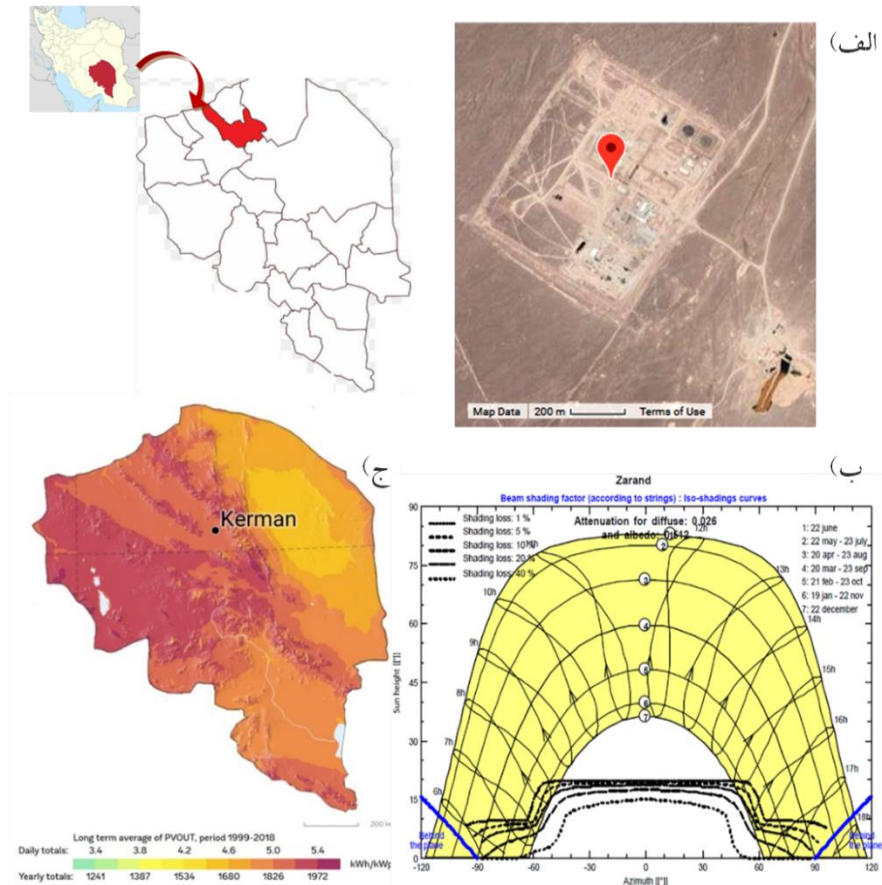 الف)
Map Data 200 m Terms of Use
ج)
Kerman
200 km
Long term average of PVOUT, period 1999-2018
Daily totals: 3.4 3.8 4.2 4.6 5.0 5.4
kWh/kWp
Yearly totals: 1241 1387 1534 1680 1826 1972
ب)
Zarand
Beam shading factor (according to strings) : Iso-shadings curves
Shading loss: 1 %
Shading loss: 5 %
Shading loss: 10 %
Shading loss: 20 %
Shading loss: 40 %
Attenuation for diffuse: 0.026
and albedo:
1: 22 june
2: 22 may - 23 july
3: 20 apr - 23 aug
4: 20 mar - 23 sep
5: 21 feb - 23 oct
6: 19 jan - 22 nov
7: 22 december
90
75
60
45
30
15
0
Sun height [[°]
6h
7h
8h
9h
10h
12h
13h
14h
15h
16h
17h
18h
1
2
3
4
5
6
7
Behind
the plane
Behind
the plane
-120 -90 -60 -30 0 30 60 90 120
Azimuth [[°]